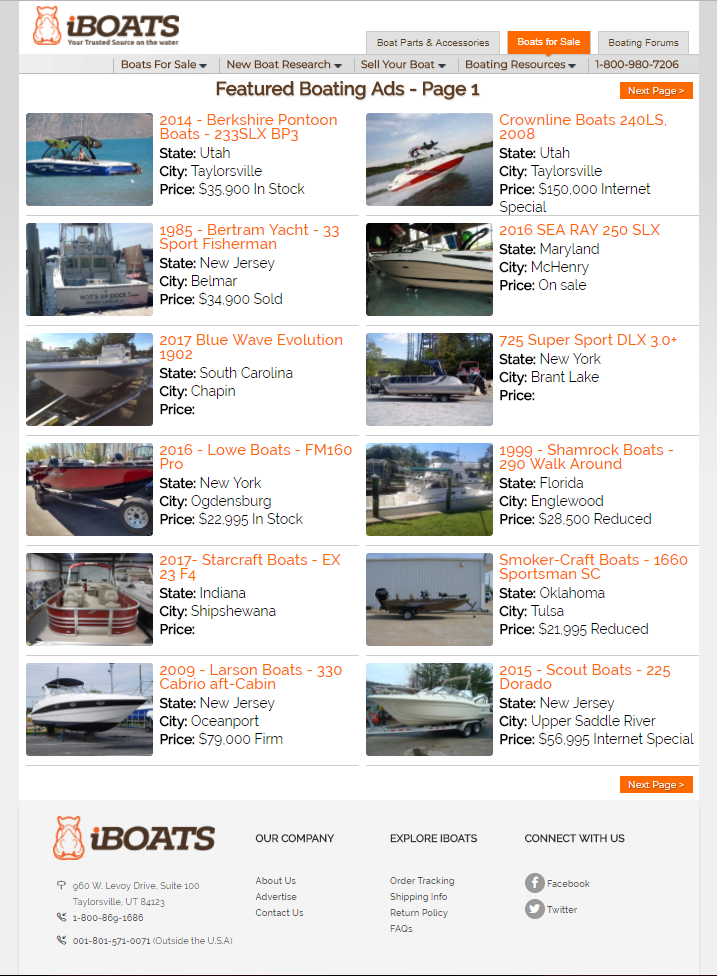 iBOATS
Your Trusted Source on the water
Boat Parts & Accessories
Boats for Sale
Boating Forums
Boats For Sale
New Boat Research
Sell Your Boat
Boating Resources
1-800-980-7206
Featured Boating Ads - Page 1
Next Page >
2014 - Berkshire Pontoon
Boats - 233SLX BP3
State: Utah
City: Taylorsville
Price: $35,900 In Stock
Crownline Boats 240LS,
2008
State: Utah
City: Taylorsville
Price: $150,000 Internet
Special
1985 - Bertram Yacht - 33
Sport Fisherman
State: New Jersey
City: Belmar
Price: $34,900 Sold
2016 SEA RAY 250 SLX
State: Maryland
City: McHenry
Price: On sale
2017 Blue Wave Evolution
1902
State: South Carolina
City: Chapin
Price:
725 Super Sport DLX 3.0+
State: New York
City: Brant Lake
Price:
2016 - Lowe Boats - FM160
Pro
State: New York
City: Ogdensburg
Price: $22,995 In Stock
1999 - Shamrock Boats -
290 Walk Around
State: Florida
City: Englewood
Price: $28,500 Reduced
2017- Starcraft Boats - EX
23 F4
State: Indiana
City: Shipshewana
Price:
Smoker-Craft Boats - 1660
Sportsman SC
State: Oklahoma
City: Tulsa
Price: $21,995 Reduced
2009 - Larson Boats - 330
Cabrio aft-Cabin
State: New Jersey
City: Oceanport
Price: $79,000 Firm
2015 - Scout Boats - 225
Dorado
State: New Jersey
City: Upper Saddle River
Price: $56,995 Internet Special
Next Page >
iBOATS
960 W. Levoy Drive, Suite 100
Taylorsville, UT 84123
1-800-869-1686
001-801-571-0071 (Outside the U.S.A)
OUR COMPANY
About Us
Advertise
Contact Us
EXPLORE IBOATS
Order Tracking
Shipping Info
Return Policy
FAQs
CONNECT WITH US
Facebook
Twitter